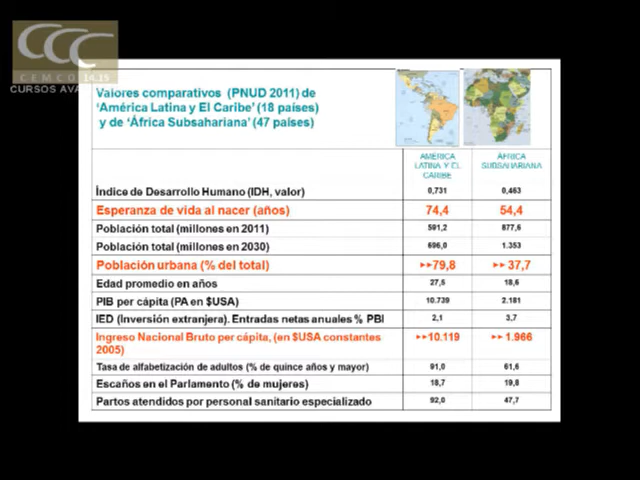 CCC
CEMCO 14.15
CURSOS AVA
Valores comparativos (PNUD 2011) de
'América Latina y El Caribe' (18 países)
y de 'África Subsahariana' (47 países)
AMÉRICA LATINA Y EL CARIBE ÁFRICA SUBSAHARIANA
Índice de Desarrollo Humano (IDH, valor) 0,731 0,463
Esperanza de vida al nacer (años) 74,4 54,4
Población total (millones en 2011) 591,2 877,6
Población total (millones en 2030) 696,0 1.353
Población urbana (% del total) ►►79,8 ►►37,7
Edad promedio en años 27,5 18,6
PIB per cápita (PA en $USA) 10.739 2.181
IED (Inversión extranjera). Entradas netas anuales % PBI 2,1 3,7
Ingreso Nacional Bruto per cápita, (en $USA constantes 2005) ►►10.119 ►►1.966
Tasa de alfabetización de adultos (% de quince años y mayor) 91,0 61,6
Escaños en el Parlamento (% de mujeres) 18,7 19,8
Partos atendidos por personal sanitario especializado 92,0 47,7